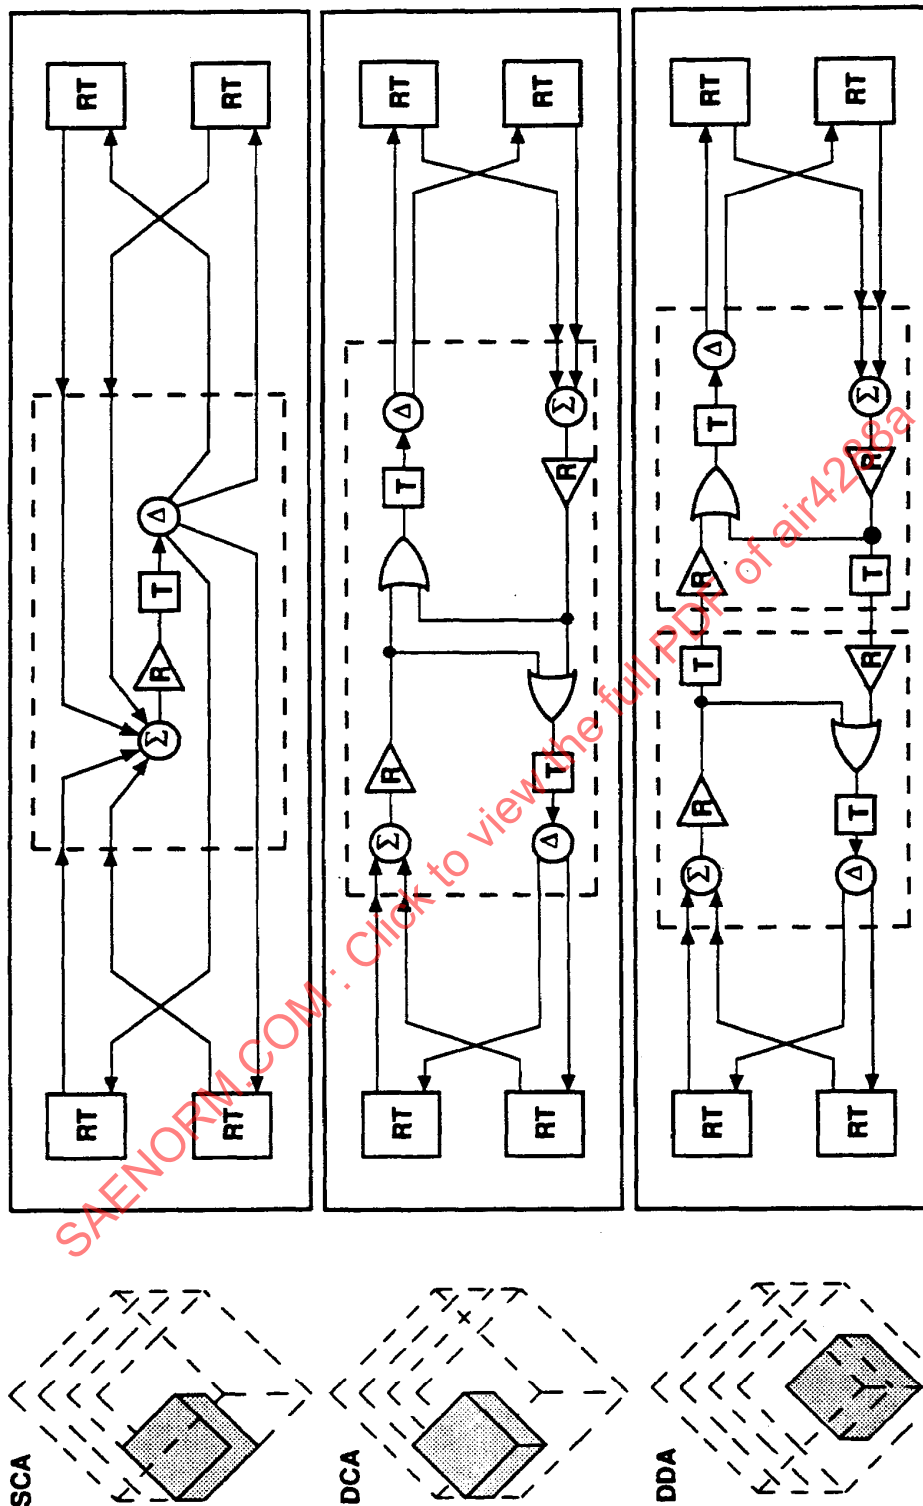 SCA
RT
RT
Σ
R
T
Δ
RT
RT
DCA
RT
RT
Σ
R
T
Δ
Δ
T
R
Σ
RT
RT
DDA
RT
RT
Σ
R
T
R
T
Δ
Δ
T
R
T
R
Σ
RT
RT
SAENORM.COM : Click to view the full PDF of air4288a